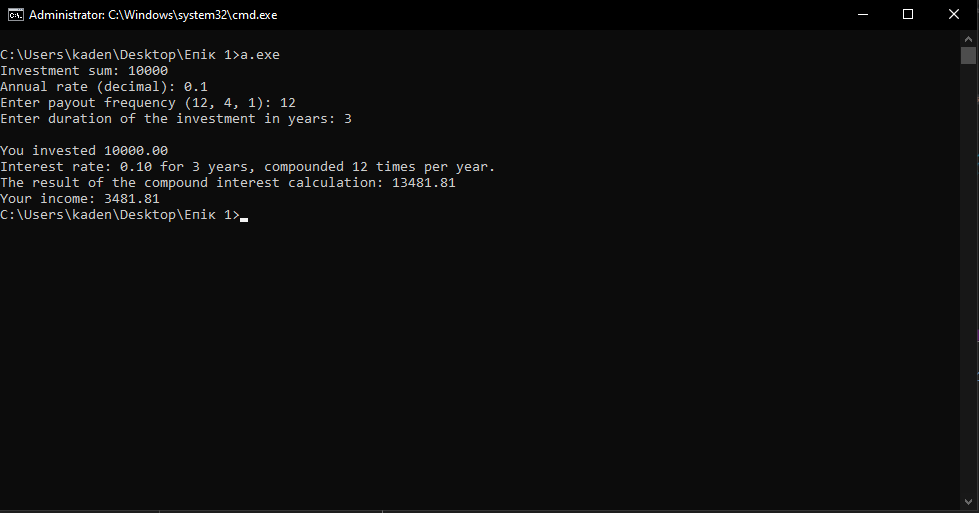 Administrator: C:\Windows\system32\cmd.exe
C:\Users\kaden\Desktop\Епік 1>a.exe
Investment sum: 10000
Annual rate (decimal): 0.1
Enter payout frequency (12, 4, 1): 12
Enter duration of the investment in years: 3
You invested 10000.00
Interest rate: 0.10 for 3 years, compounded 12 times per year.
The result of the compound interest calculation: 13481.81
Your income: 3481.81
C:\Users\kaden\Desktop\Епік 1>